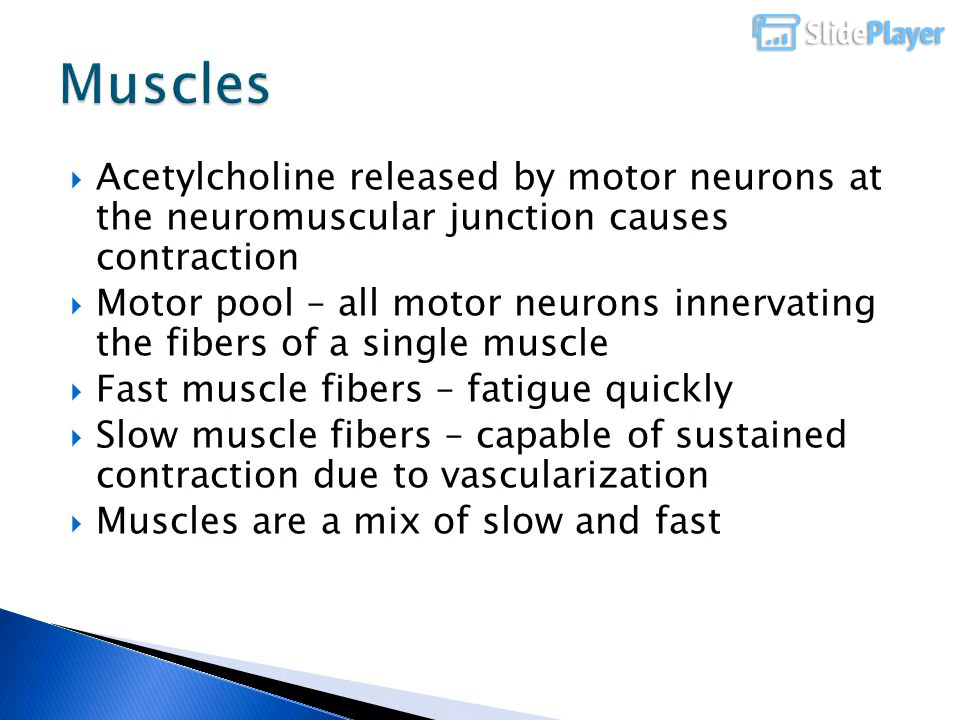 SlidePlayer
Muscles
Acetylcholine released by motor neurons at
the neuromuscular junction causes
contraction
Motor pool – all motor neurons innervating
the fibers of a single muscle
Fast muscle fibers – fatigue quickly
Slow muscle fibers – capable of sustained
contraction due to vascularization
Muscles are a mix of slow and fast